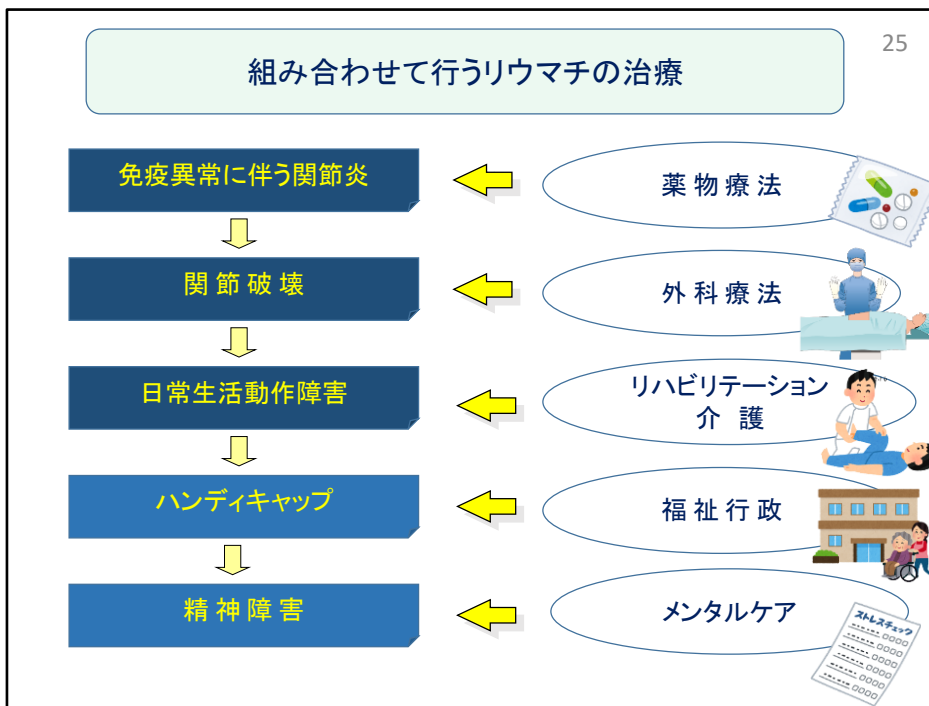 25
組み合わせて行うリウマチの治療
免疫異常に伴う関節炎
薬物療法
関節破壊
外科療法
日常生活動作障害
リハビリテーション
介 護
ハンディキャップ
福祉行政
精神障害
メンタルケア
ストレスチェック